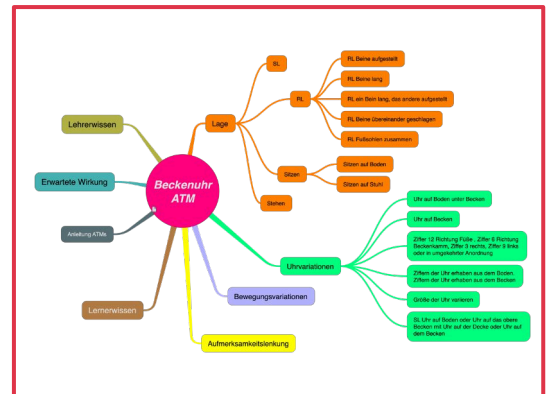 Beckenuhr
ATM
Lage
SL
RL
RL Beine aufgestellt
RL Beine lang
RL ein Bein lang, das andere aufgestellt
RL Beine übereinander geschlagen
RL Fußsohlen zusammen
Sitzen
Sitzen auf Boden
Sitzen auf Stuhl
Stehen
Uhrvariationen
Uhr auf Boden unter Becken
Uhr auf Becken
Ziffer 12 Richtung Füße , Ziffer 6 Richtung
Beckenkamm, Ziffer 3 rechts, Ziffer 9 links
oder in umgekehrter Anordnung
Ziffern der Uhr erhaben aus dem Boden
Ziffern der Uhr erhaben aus dem Becken
Größe der Uhr variieren
SL Uhr auf Boden oder Uhr auf das obere
Becken mit Uhr auf der Decke oder Uhr auf
dem Becken
Bewegungsvariationen
Aufmerksamkeitslenkung
Lernerwissen
Anleitung ATMs
Erwartete Wirkung
Lehrerwissen